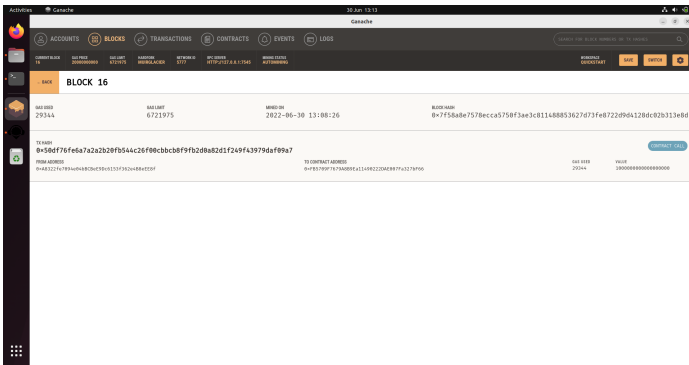 Activities Ganache 30 Jun 13:13
Ganache
ACCOUNTS BLOCKS TRANSACTIONS CONTRACTS EVENTS LOGS SEARCH FOR BLOCK NUMBERS OR TX HASHES
CURRENT BLOCK GAS PRICE GAS LIMIT HARDFORK NETWORK ID RPC SERVER MINING STATUS WORKSPACE
16 20000000000 6721975 MUIRGLACIER 5777 HTTP://127.0.0.1:7545 AUTOMINING QUICKSTART SAVE SWITCH
← BACK BLOCK 16
GAS USED GAS LIMIT MINED ON BLOCK HASH
29344 6721975 2022-06-30 13:08:26 0×7f58a8e7578ecca5750f3ae3c811488853627d73fe8722d9d4128dc02b313e8d
TX HASH
0×50df76fe6a7a2a2b20fb544c26f00cbbcb8f9fb2d0a82d1f249f43979daf09a7 CONTRACT CALL
FROM ADDRESS TO CONTRACT ADDRESS GAS USED VALUE
29344